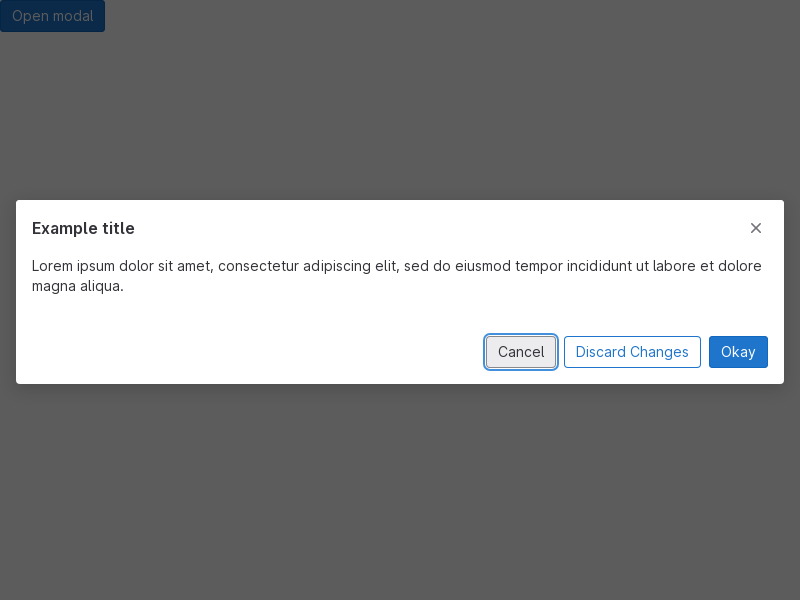 Open modal
Example title
Lorem ipsum dolor sit amet, consectetur adipiscing elit, sed do eiusmod tempor incididunt ut labore et dolore
magna aliqua.
Cancel Discard Changes Okay